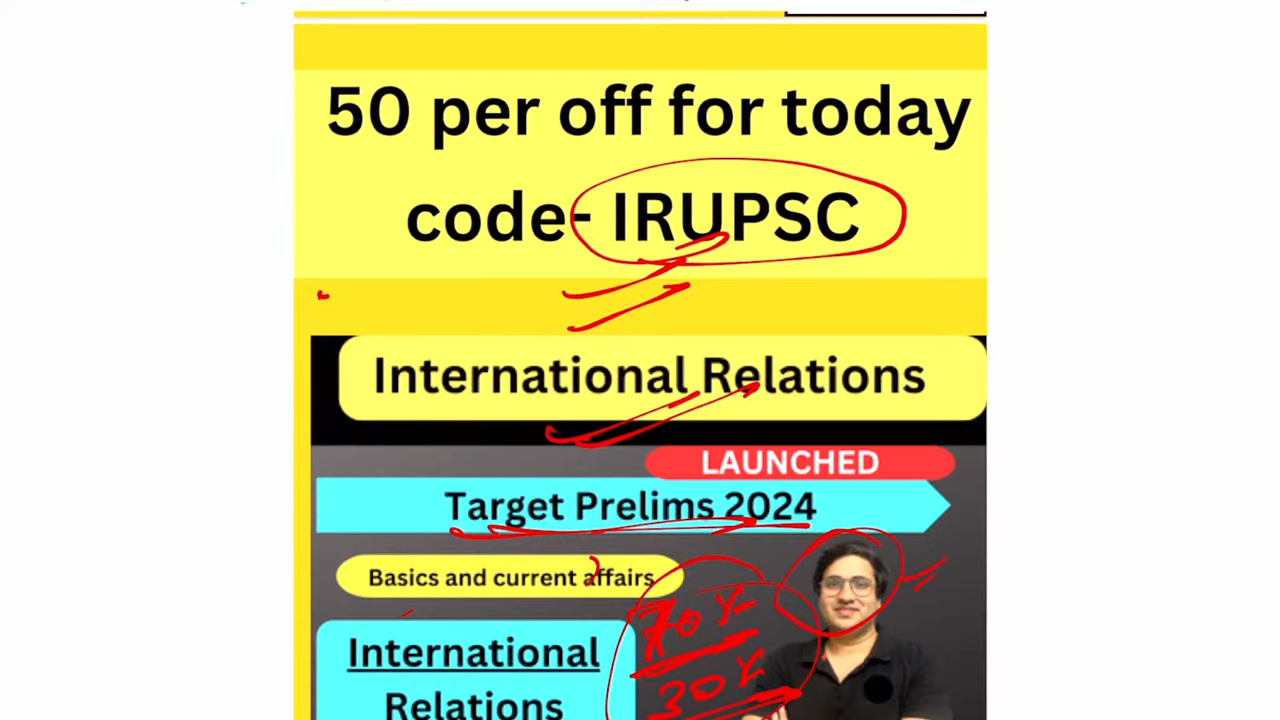 50 per off for today
code- IRUPSC
International Relations
LAUNCHED
Target Prelims 2024
Basics and current affairs
70%
30%
International
Relations